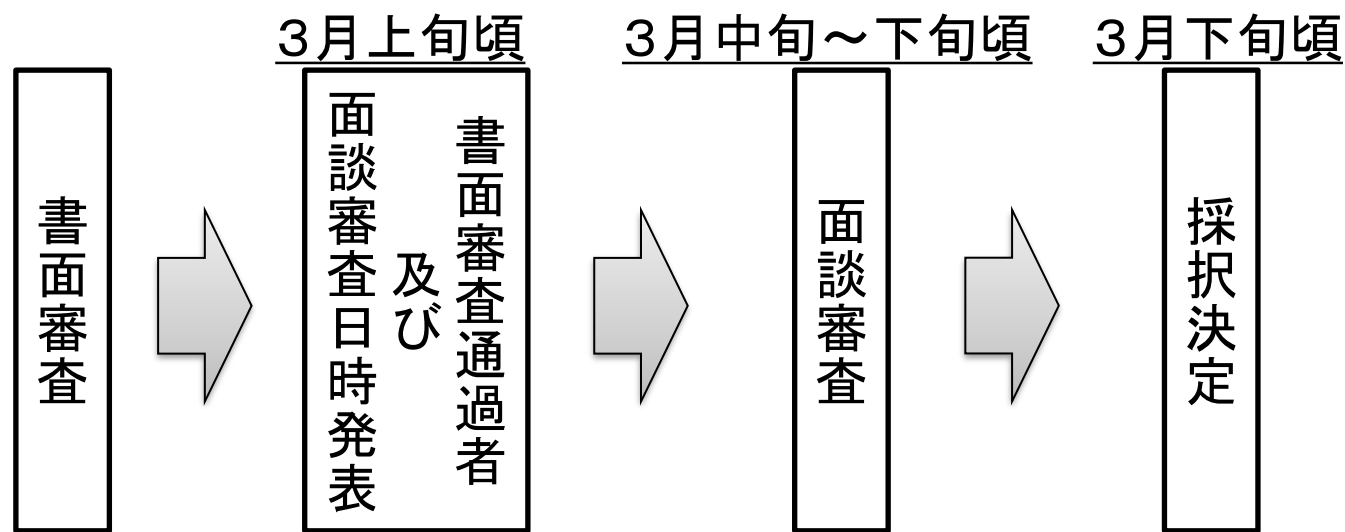 書面審査
３月上旬頃
書面審査通過者
及び
面談審査日時発表
３月中旬～下旬頃
面談審査
３月下旬頃
採択決定